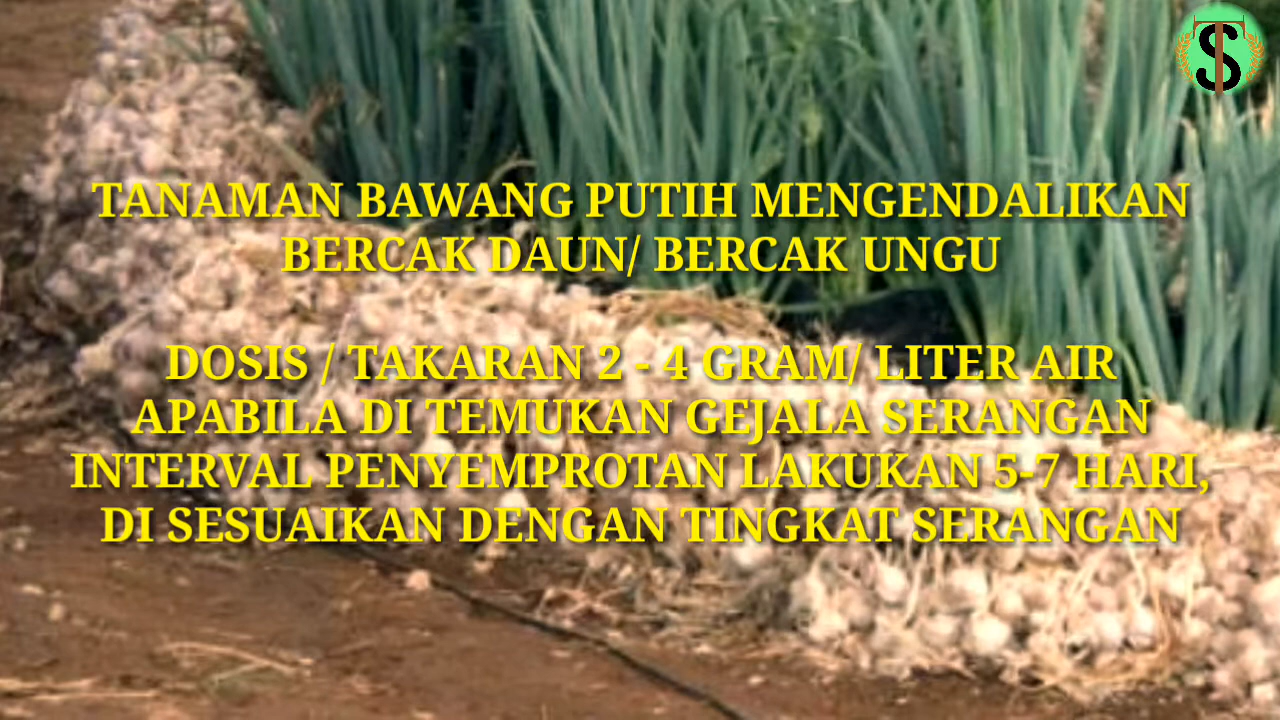 TANAMAN BAWANG PUTIH MENGENDALIKAN
BERCAK DAUN/ BERCAK UNGU
DOSIS / TAKARAN 2 - 4 GRAM/ LITER AIR
APABILA DI TEMUKAN GEJALA SERANGAN
INTERVAL PENYEMPROTAN LAKUKAN 5-7 HARI,
DI SESUAIKAN DENGAN TINGKAT SERANGAN
ST